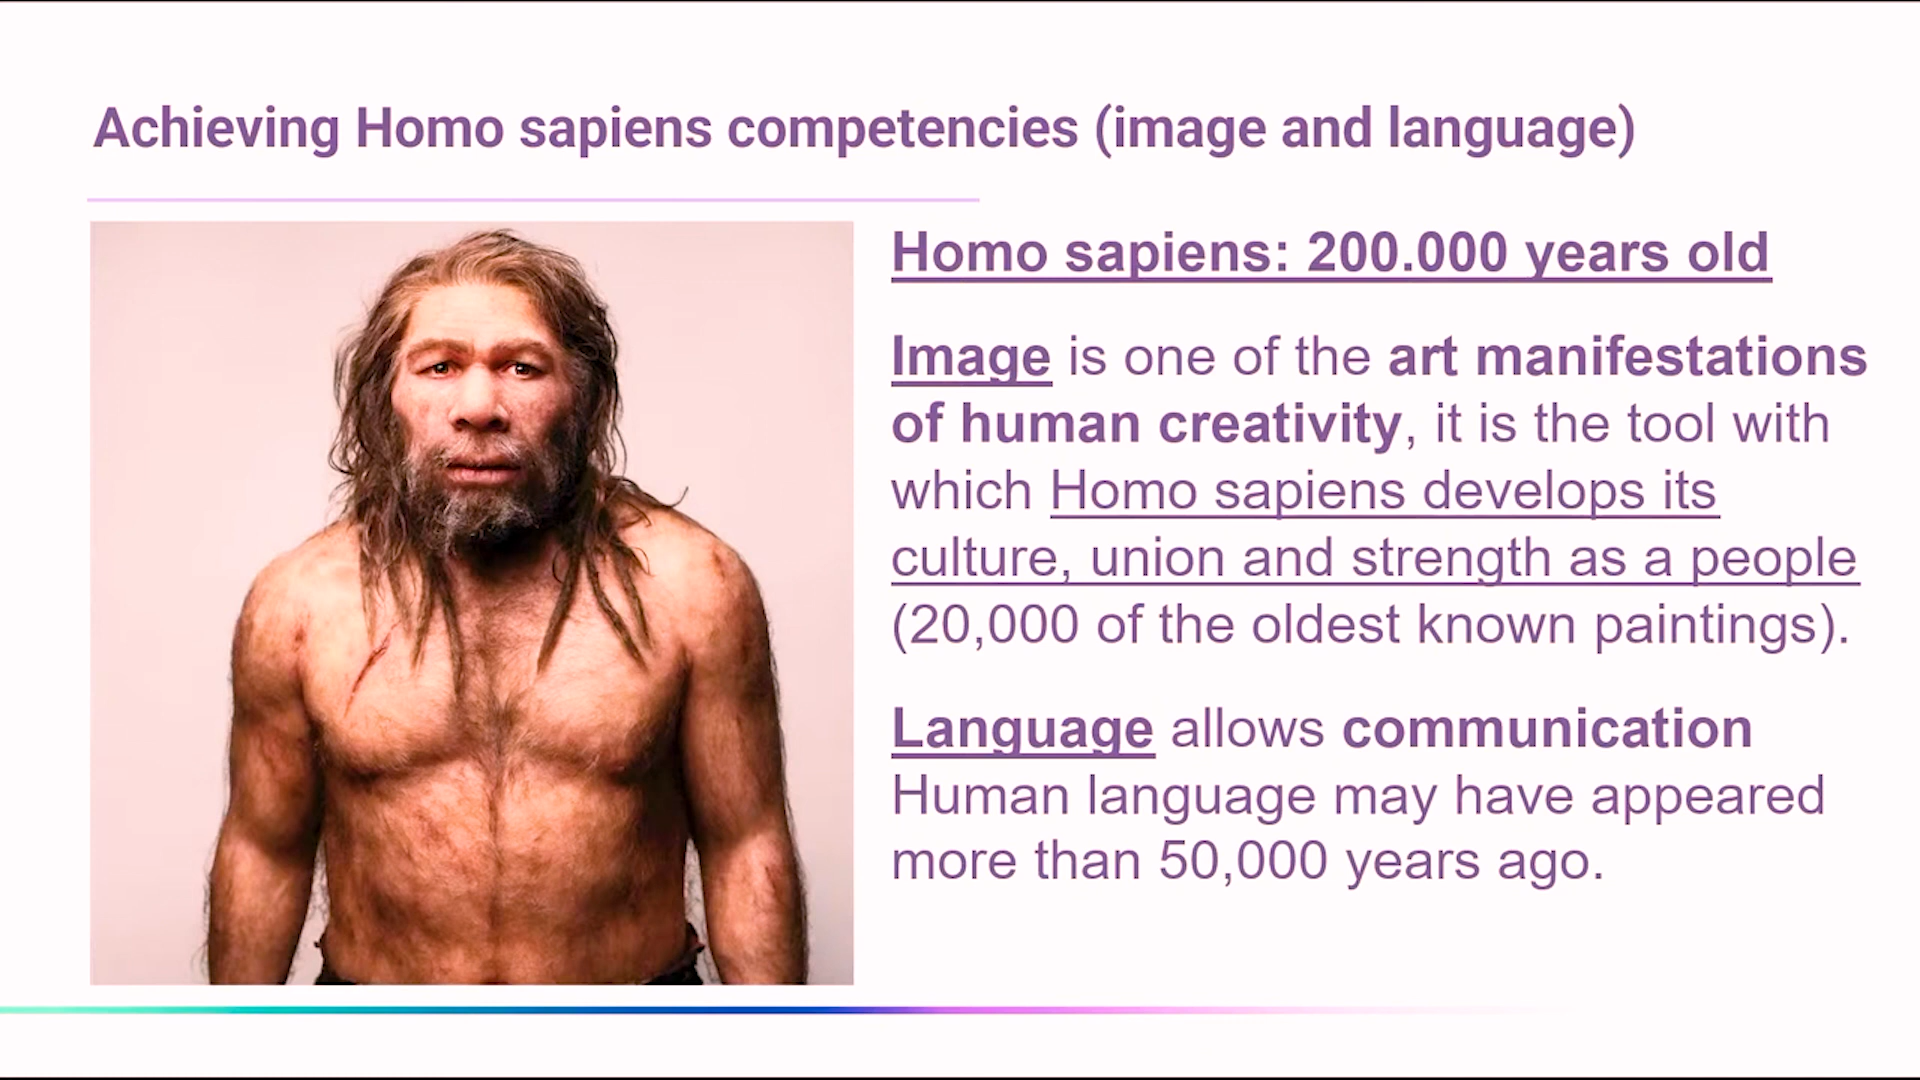 Achieving Homo sapiens competencies (image and language)
Homo sapiens: 200.000 years old
Image is one of the art manifestations
of human creativity, it is the tool with
which Homo sapiens develops its
culture, union and strength as a people
(20,000 of the oldest known paintings).
Language allows communication
Human language may have appeared
more than 50,000 years ago.